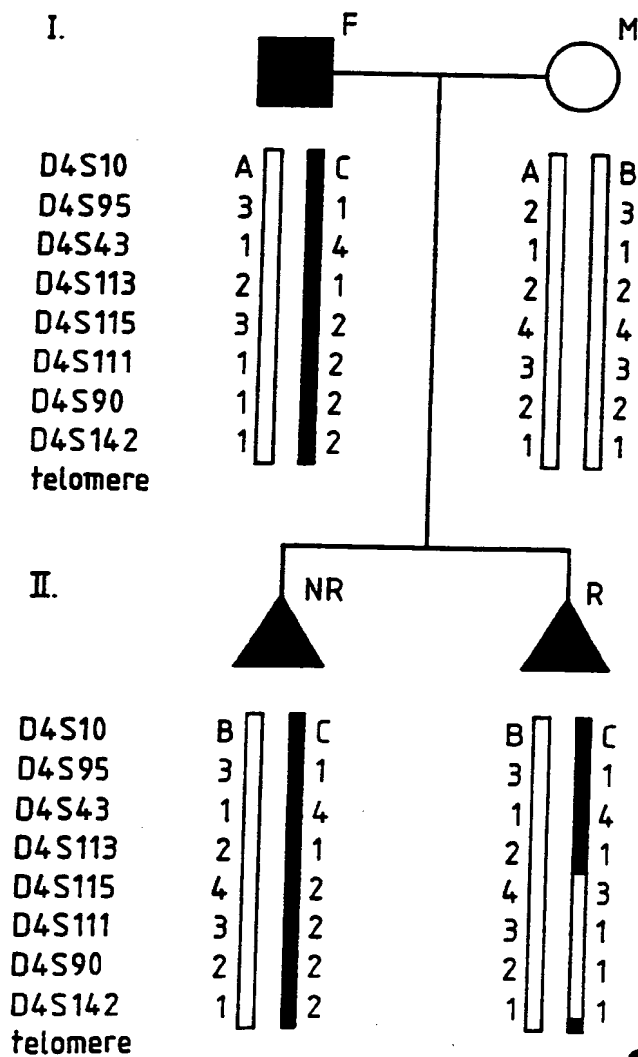 I. F M
D4S10 A C A B
D4S95 3 1 2 3
D4S43 1 4 1 1
D4S113 2 1 2 2
D4S115 3 2 4 4
D4S111 1 2 3 3
D4S90 1 2 2 2
D4S142 1 2 1 1
telomere
II. NR R
D4S10 B C B C
D4S95 3 1 3 1
D4S43 1 4 1 4
D4S113 2 1 2 1
D4S115 4 2 4 3
D4S111 3 2 3 1
D4S90 2 2 2 1
D4S142 1 2 1 1
telomere